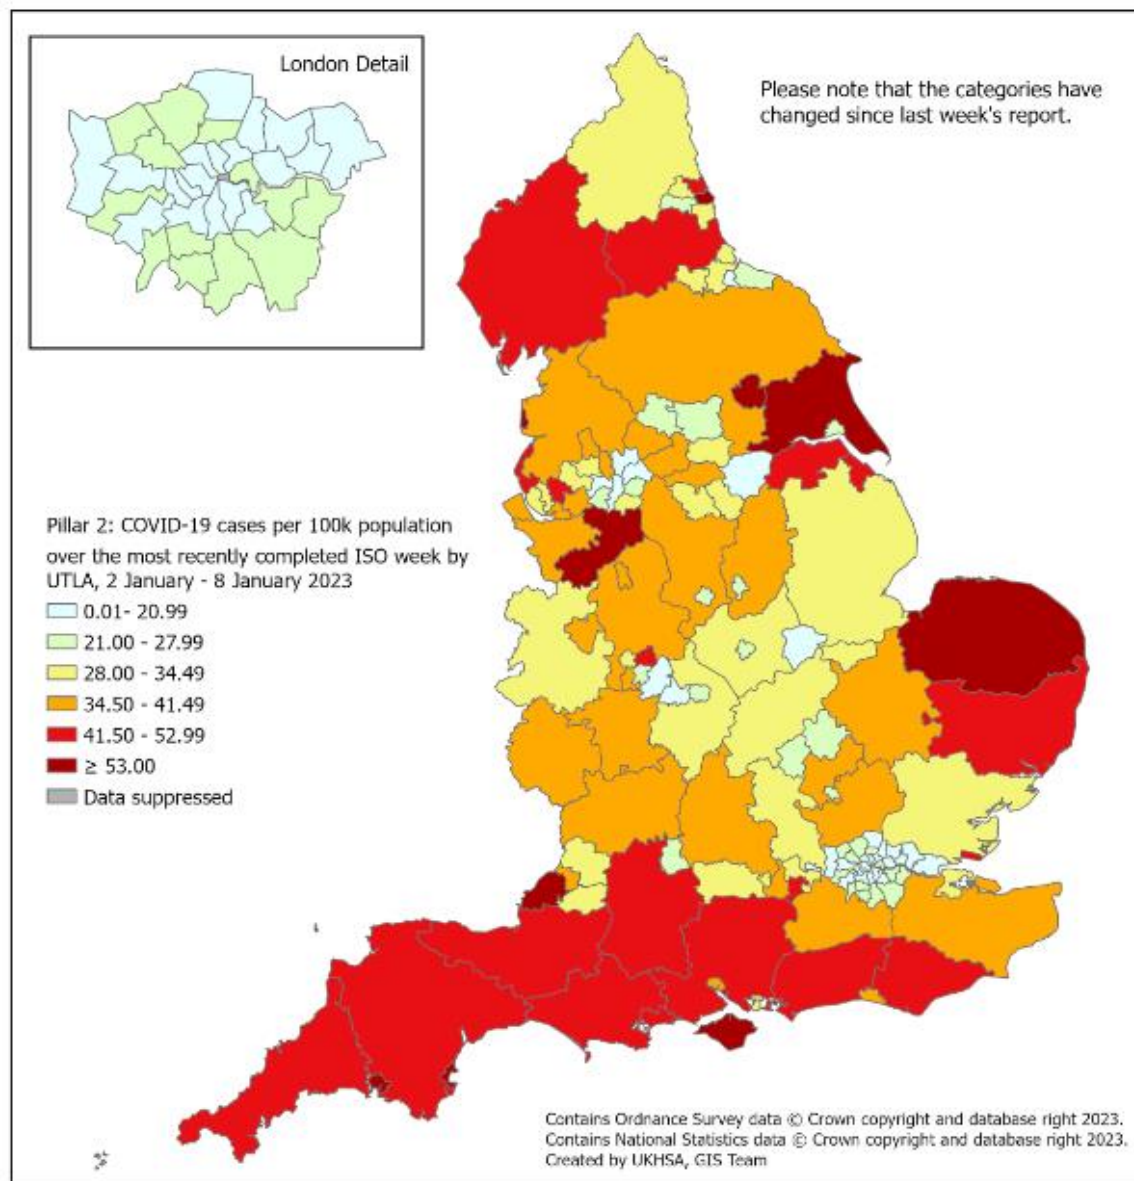 London Detail
Please note that the categories have
changed since last week's report.
Pillar 2: COVID-19 cases per 100k population
over the most recently completed ISO week by
UTLA, 2 January - 8 January 2023
0.01- 20.99
21.00 - 27.99
28.00 - 34.49
34.50 - 41.49
41.50 - 52.99
≥ 53.00
Data suppressed
Contains Ordnance Survey data © Crown copyright and database right 2023.
Contains National Statistics data © Crown copyright and database right 2023.
Created by UKHSA, GIS Team